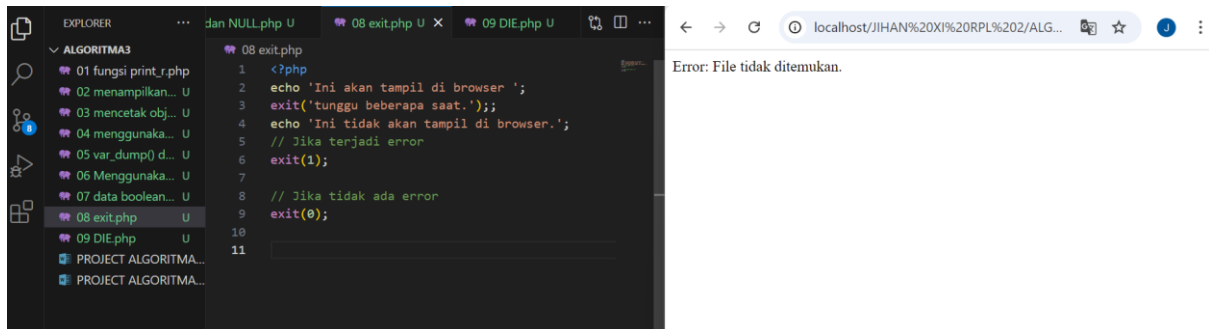 EXPLORER ...
ALGORITMA3
01 fungsi print_r.php
02 menampilkan... U
03 mencetak obj... U
04 menggunaka... U
05 var_dump() d... U
06 Menggunaka... U
07 data boolean... U
08 exit.php U
09 DIE.php U
PROJECT ALGORITMA...
PROJECT ALGORITMA...
8
dan NULL.php U
08 exit.php U
09 DIE.php U
08 exit.php
1 <?php
2 echo 'Ini akan tampil di browser ';
3 exit('tunggu beberapa saat.');;
4 echo 'Ini tidak akan tampil di browser.';
5 // Jika terjadi error
6 exit(1);
7
8 // Jika tidak ada error
9 exit(0);
10
11
localhost/JIHAN%20XI%20RPL%202/ALG...
J
Error: File tidak ditemukan.